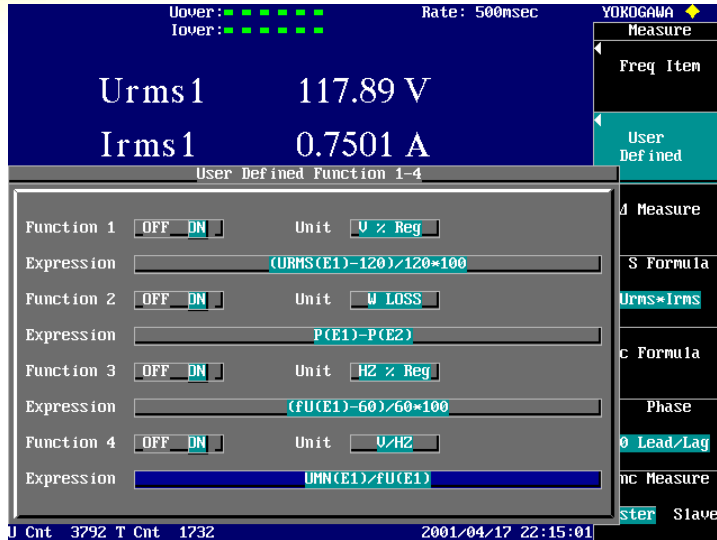 Uover: Rate: 500msec YOKOGAWA
Iover: Measure
Freq Item
Urms1 117.89 V
User
Irms1 0.7501 A
Defined
User Defined Function 1-4
Δ Measure
Function 1 OFF ON Unit V % Reg
Expression (URMS(E1)-120)/120*100
S Formula
Function 2 OFF ON Unit W LOSS
Urms*Irms
Expression P(E1)-P(E2)
c Formula
Function 3 OFF ON Unit HZ % Reg
Expression (fU(E1)-60)/60*100
Phase
Function 4 OFF ON Unit V/HZ
0 Lead/Lag
Expression UMN(E1)/fU(E1)
nc Measure
ster Slave
U Cnt 3792 T Cnt 1732 2001/04/17 22:15:01